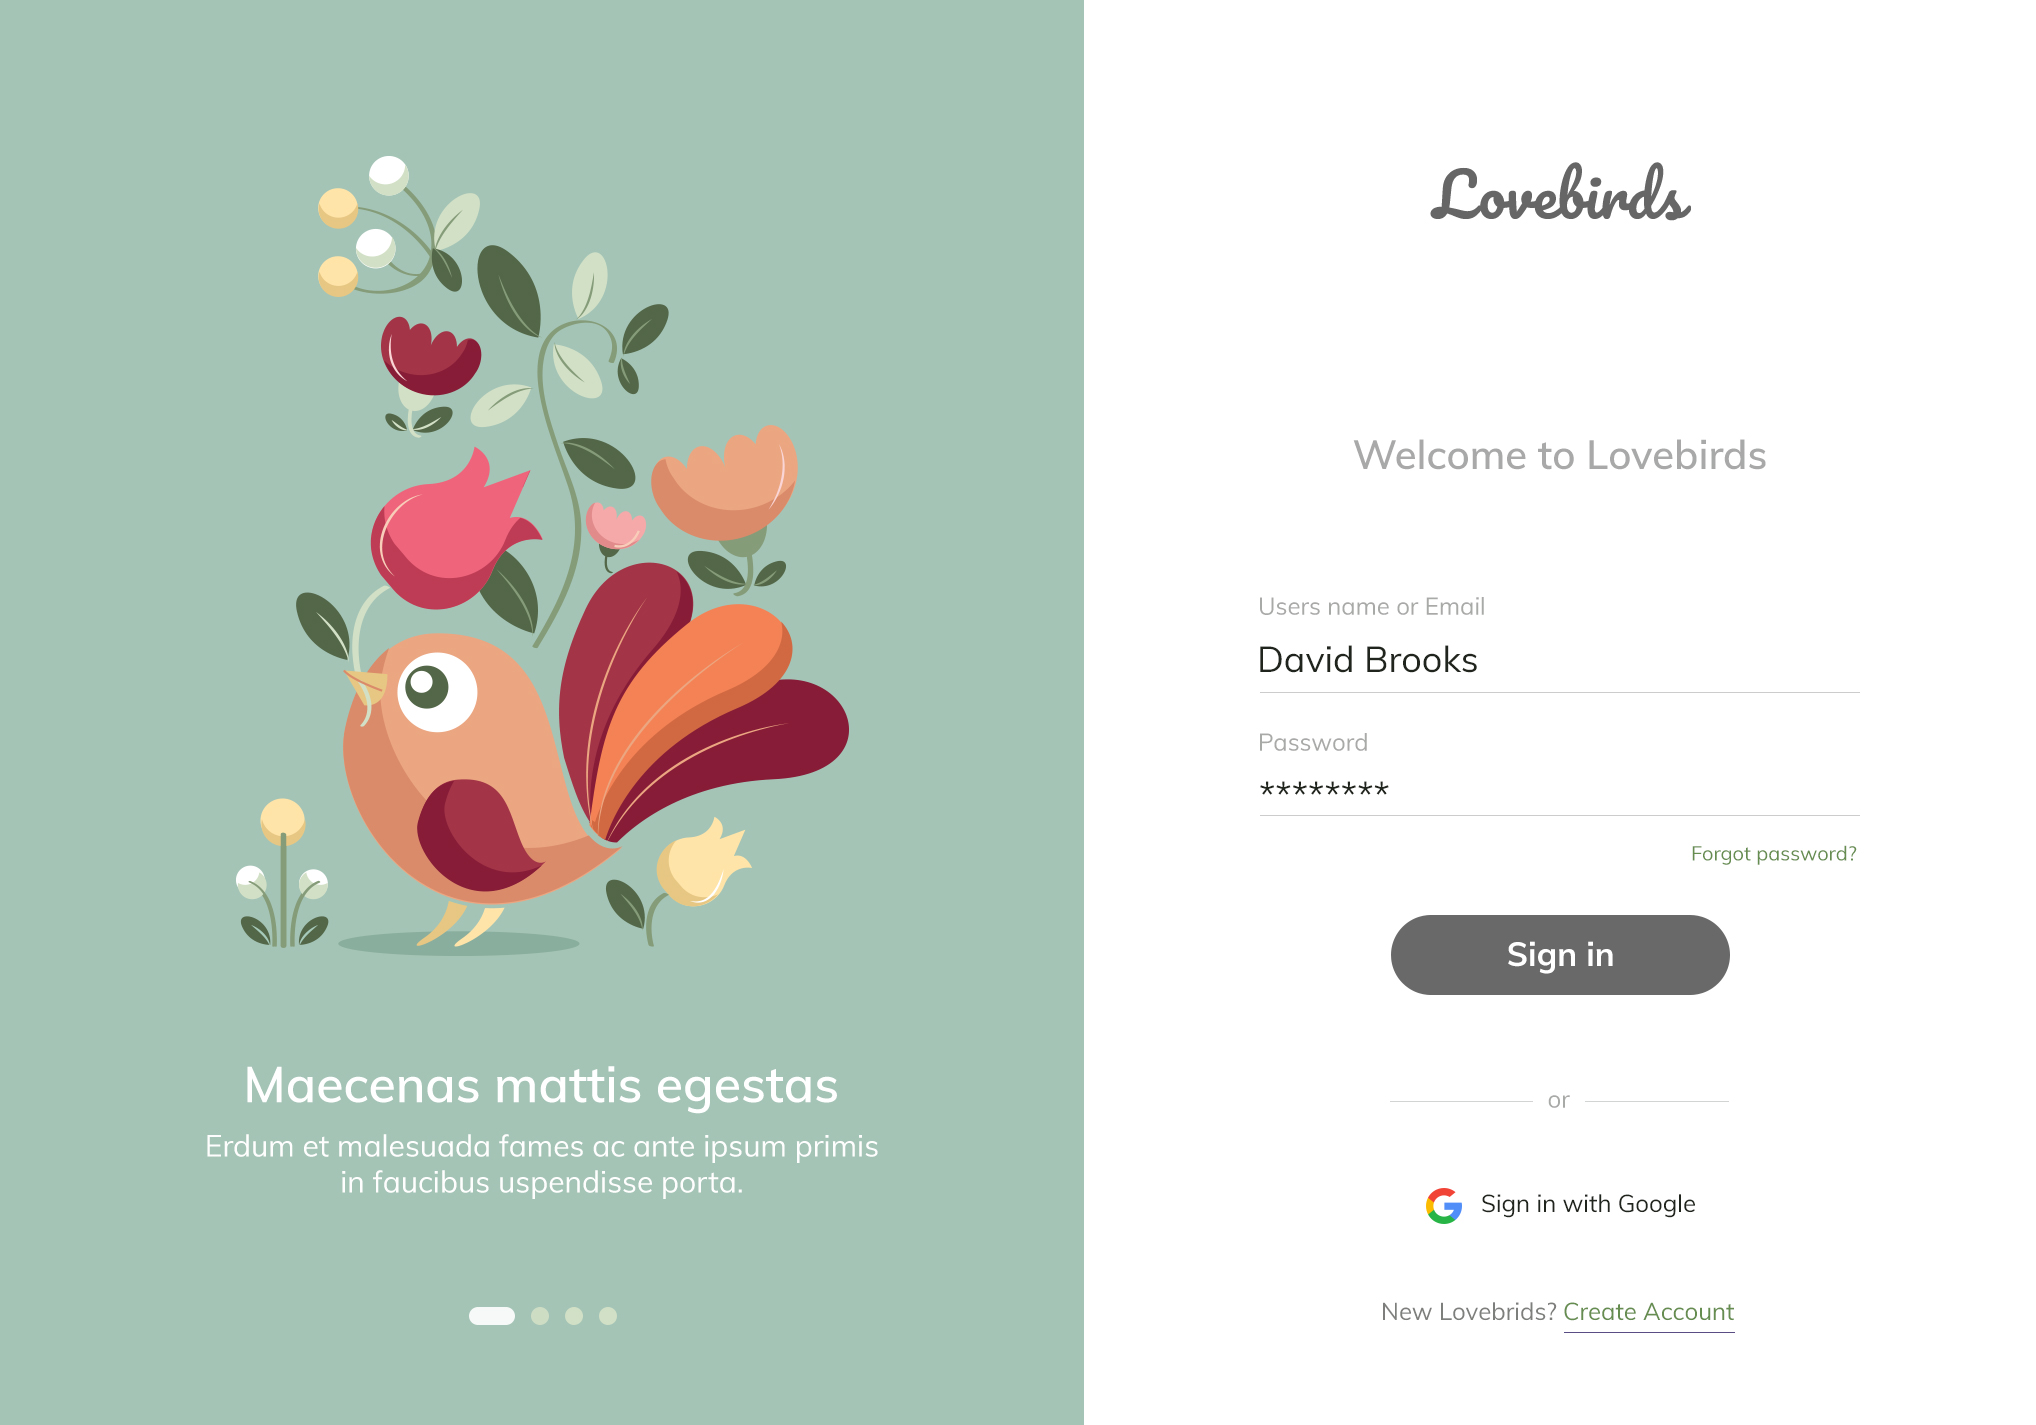 Maecenas mattis egestas
Erdum et malesuada fames ac ante ipsum primis
in faucibus uspendisse porta.
Lovebirds
Welcome to Lovebirds
Users name or Email
David Brooks
Password
********
Forgot password?
Sign in
or
Sign in with Google
New Lovebrids? Create Account